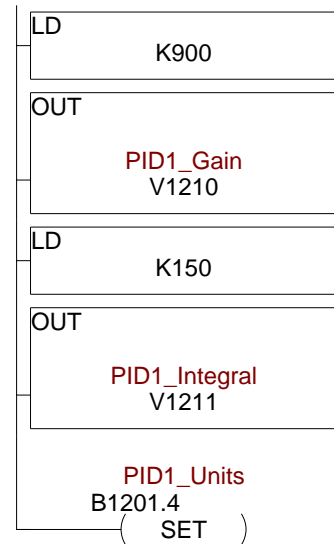 LD
K900
OUT
PID1_Gain
V1210
LD
K150
OUT
PID1_Integral
V1211
PID1_Units
B1201.4
SET